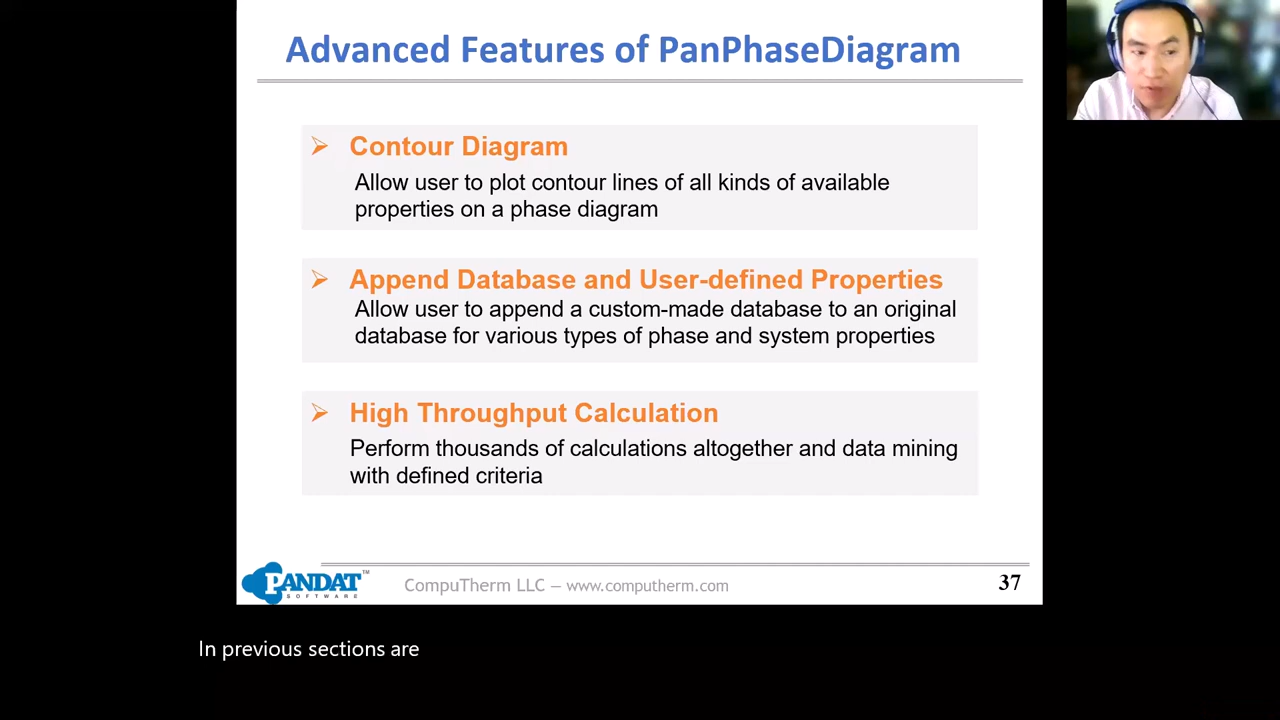 Advanced Features of PanPhaseDiagram
Contour Diagram
Allow user to plot contour lines of all kinds of available
properties on a phase diagram
Append Database and User-defined Properties
Allow user to append a custom-made database to an original
database for various types of phase and system properties
High Throughput Calculation
Perform thousands of calculations altogether and data mining
with defined criteria
PANDAT™
SOFTWARE
CompuTherm LLC – www.computherm.com
37
In previous sections are